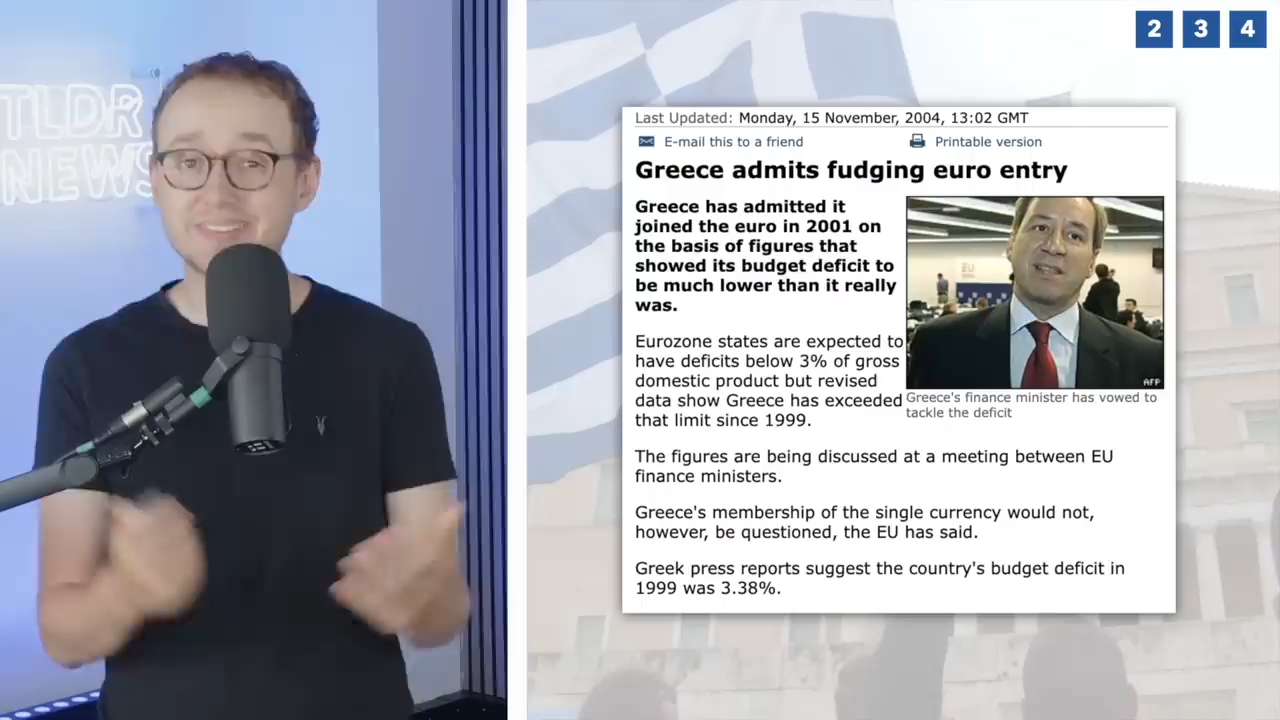 TLDR
NEWS
2 3 4
Last Updated: Monday, 15 November, 2004, 13:02 GMT
E-mail this to a friend Printable version
Greece admits fudging euro entry
Greece has admitted it
joined the euro in 2001 on
the basis of figures that
showed its budget deficit to
be much lower than it really
was.
EU
AFP
Greece's finance minister has vowed to
tackle the deficit
Eurozone states are expected to
have deficits below 3% of gross
domestic product but revised
data show Greece has exceeded
that limit since 1999.
The figures are being discussed at a meeting between EU
finance ministers.
Greece's membership of the single currency would not,
however, be questioned, the EU has said.
Greek press reports suggest the country's budget deficit in
1999 was 3.38%.